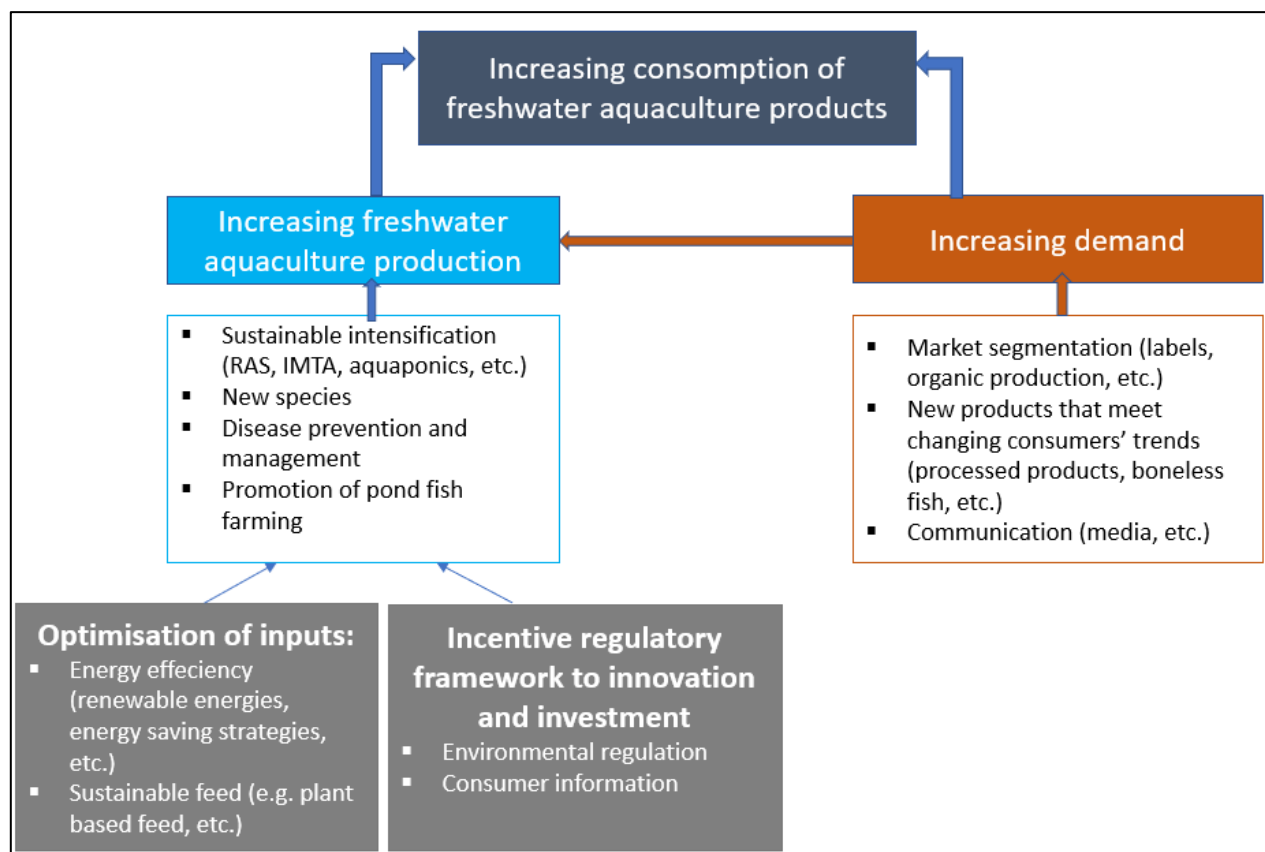 Increasing consomption of
freshwater aquaculture products
Increasing freshwater
aquaculture production
Increasing demand
▪ Sustainable intensification
(RAS, IMTA, aquaponics, etc.)
▪ New species
▪ Disease prevention and
management
▪ Promotion of pond fish
farming
▪ Market segmentation (labels,
organic production, etc.)
▪ New products that meet
changing consumers’ trends
(processed products, boneless
fish, etc.)
▪ Communication (media, etc.)
Optimisation of inputs:
▪ Energy effeciency
(renewable energies,
energy saving strategies,
etc.)
▪ Sustainable feed (e.g. plant
based feed, etc.)
Incentive regulatory
framework to innovation
and investment
▪ Environmental regulation
▪ Consumer information